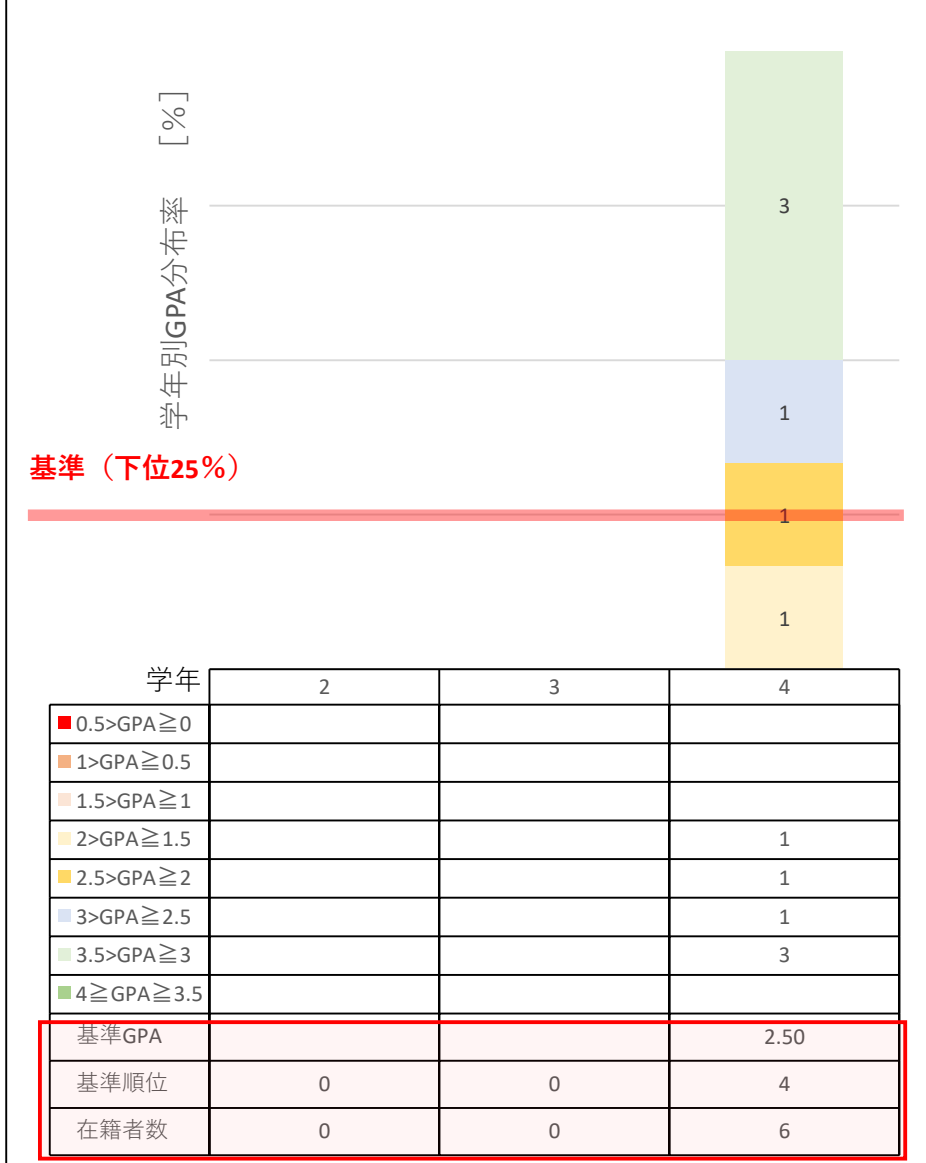 学年別GPA分布率 [%]
3
1
基準（下位25%）
1
1
学年 2 3 4
0.5>GPA≧0
1>GPA≧0.5
1.5>GPA≧1
2>GPA≧1.5 1
2.5>GPA≧2 1
3>GPA≧2.5 1
3.5>GPA≧3 3
4≧GPA≧3.5
基準GPA 2.50
基準順位 0 0 4
在籍者数 0 0 6